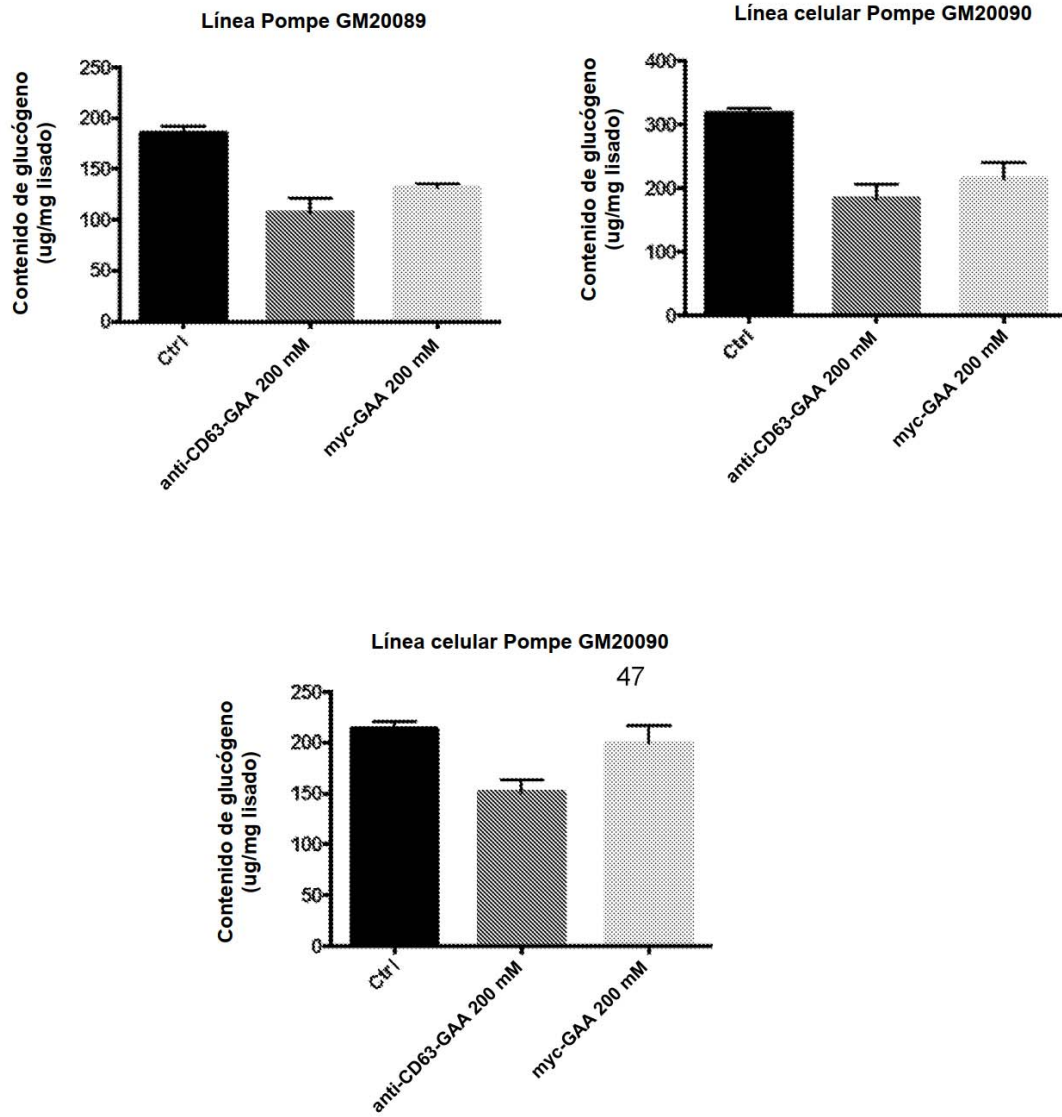 Línea Pompe GM20089
Contenido de glucógeno
(ug/mg lisado)
250
200
150
100
50
0
Ctrl
anti-CD63-GAA 200 mM
myc-GAA 200 mM
Línea celular Pompe GM20090
Contenido de glucógeno
(ug/mg lisado)
400
300
200
100
0
Ctrl
anti-CD63-GAA 200 mM
myc-GAA 200 mM
Línea celular Pompe GM20090
47
Contenido de glucógeno
(ug/mg lisado)
250
200
150
100
50
0
Ctrl
anti-CD63-GAA 200 mM
myc-GAA 200 mM